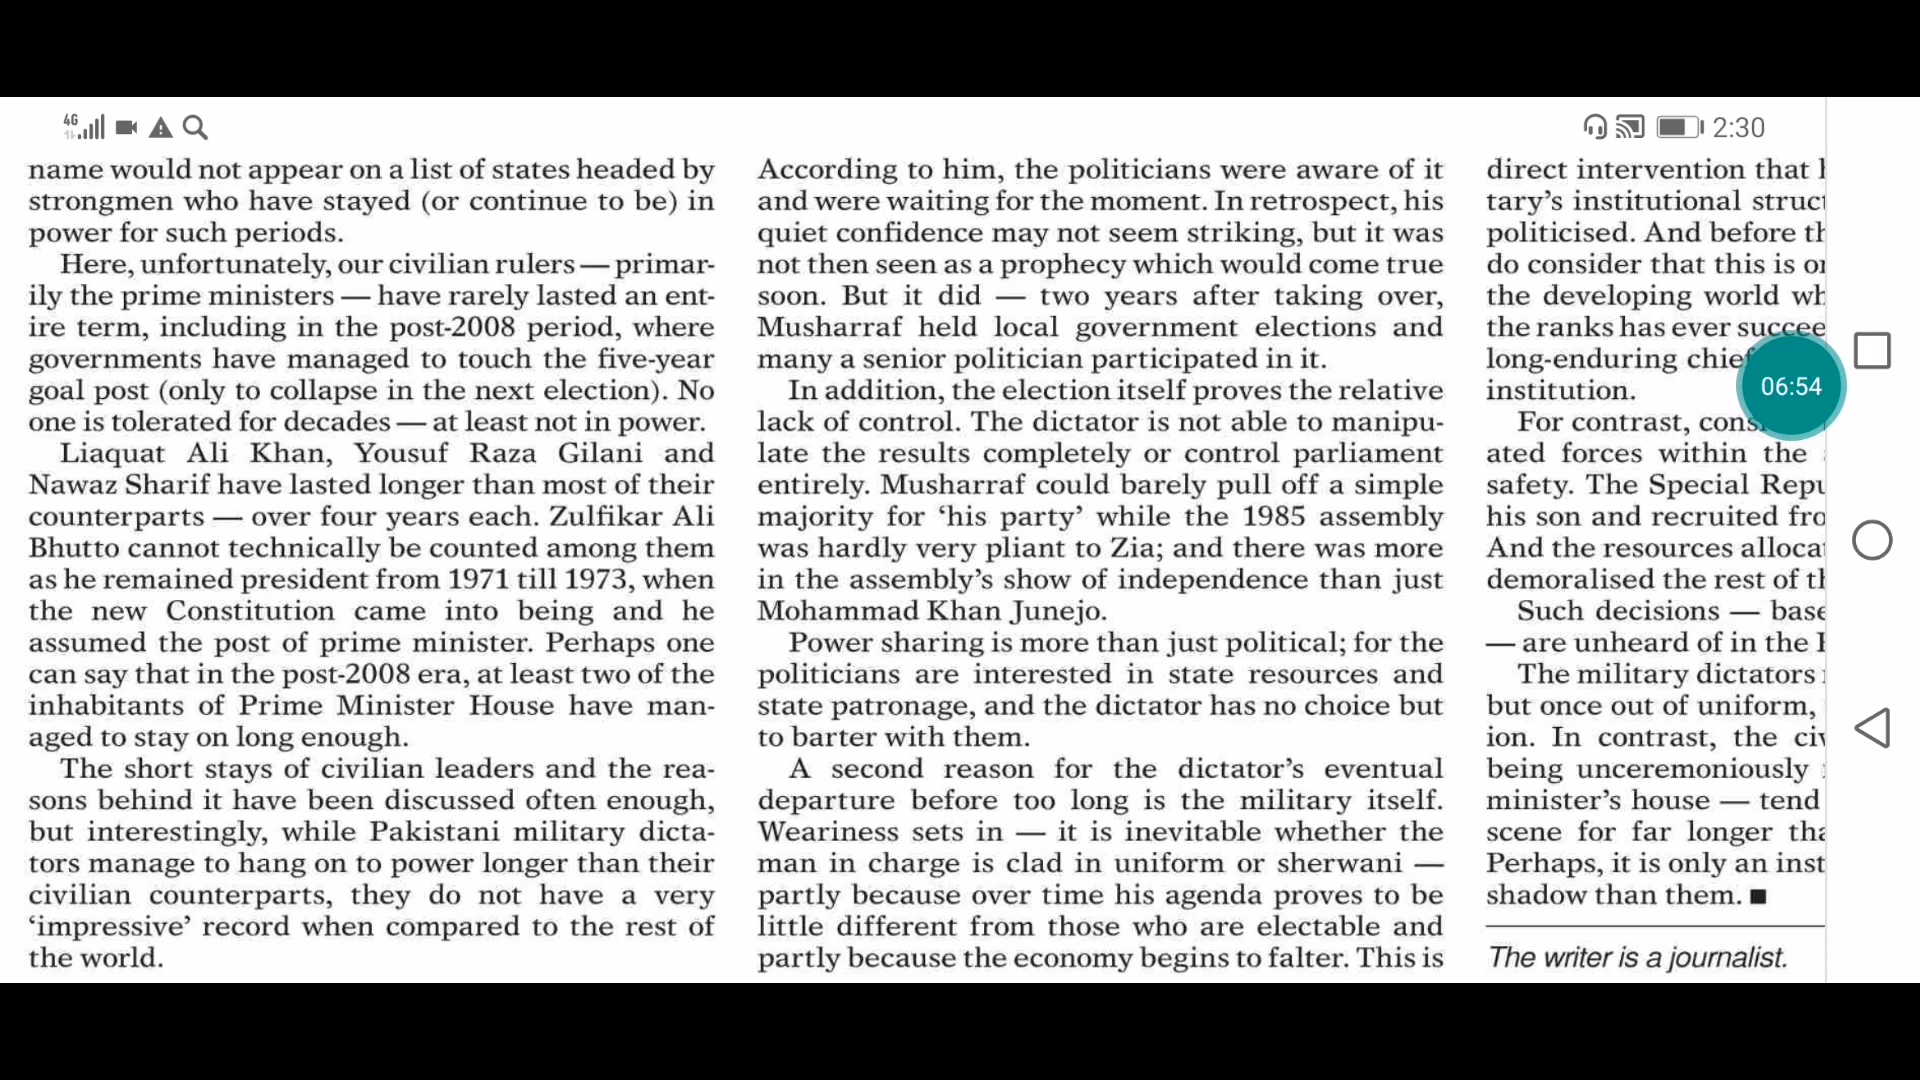 4G
2:30
name would not appear on a list of states headed by
strongmen who have stayed (or continue to be) in
power for such periods.
Here, unfortunately, our civilian rulers — primar-
ily the prime ministers — have rarely lasted an ent-
ire term, including in the post-2008 period, where
governments have managed to touch the five-year
goal post (only to collapse in the next election). No
one is tolerated for decades — at least not in power.
Liaquat Ali Khan, Yousuf Raza Gilani and
Nawaz Sharif have lasted longer than most of their
counterparts — over four years each. Zulfikar Ali
Bhutto cannot technically be counted among them
as he remained president from 1971 till 1973, when
the new Constitution came into being and he
assumed the post of prime minister. Perhaps one
can say that in the post-2008 era, at least two of the
inhabitants of Prime Minister House have man-
aged to stay on long enough.
The short stays of civilian leaders and the rea-
sons behind it have been discussed often enough,
but interestingly, while Pakistani military dicta-
tors manage to hang on to power longer than their
civilian counterparts, they do not have a very
‘impressive’ record when compared to the rest of
the world.
According to him, the politicians were aware of it
and were waiting for the moment. In retrospect, his
quiet confidence may not seem striking, but it was
not then seen as a prophecy which would come true
soon. But it did — two years after taking over,
Musharraf held local government elections and
many a senior politician participated in it.
In addition, the election itself proves the relative
lack of control. The dictator is not able to manipu-
late the results completely or control parliament
entirely. Musharraf could barely pull off a simple
majority for ‘his party’ while the 1985 assembly
was hardly very pliant to Zia; and there was more
in the assembly’s show of independence than just
Mohammad Khan Junejo.
Power sharing is more than just political; for the
politicians are interested in state resources and
state patronage, and the dictator has no choice but
to barter with them.
A second reason for the dictator’s eventual
departure before too long is the military itself.
Weariness sets in — it is inevitable whether the
man in charge is clad in uniform or sherwani —
partly because over time his agenda proves to be
little different from those who are electable and
partly because the economy begins to falter. This is
direct intervention that
tary’s institutional
politicised. And before
do consider that this is
the developing world
the ranks has ever
long-enduring
institution.
For contrast,
ated forces within the
safety. The Special
his son and recruited
And the resources
demoralised the rest of
Such decisions —
— are unheard of in the
The military dictators
but once out of uniform,
ion. In contrast, the
being unceremoniously
minister’s house — tend
scene for far longer
Perhaps, it is only an
shadow than them. ■
The writer is a journalist.
06:54